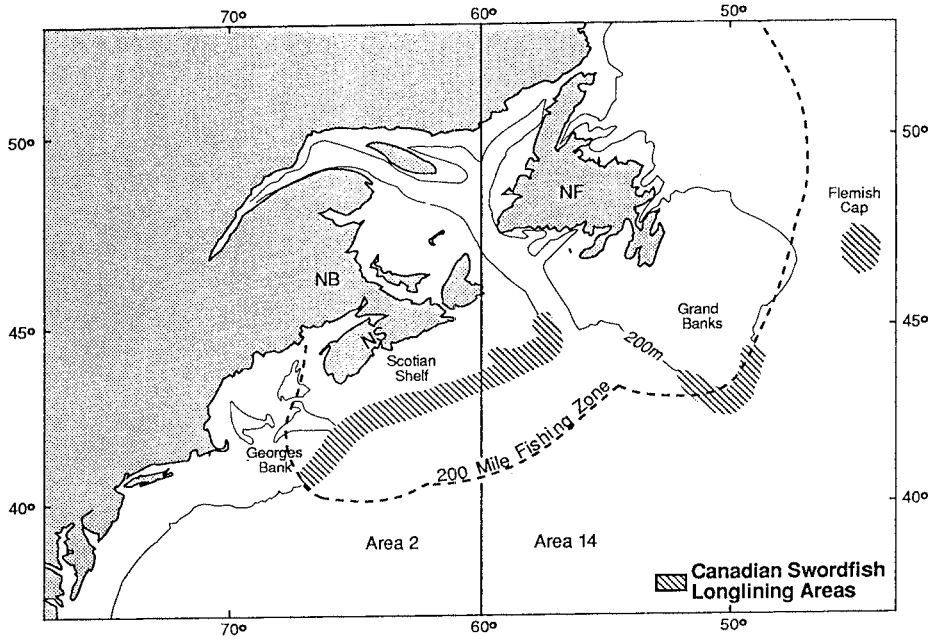 70° 60° 50°
50° 50°
Flemish
Cap
NF
NB
Grand
Banks
45° 45°
NS
200m
Scotian
Shelf
Georges
Bank
200 Mile Fishing Zone
40° 40°
Area 2 Area 14
Canadian Swordfish
Longlining Areas
70° 60° 50°